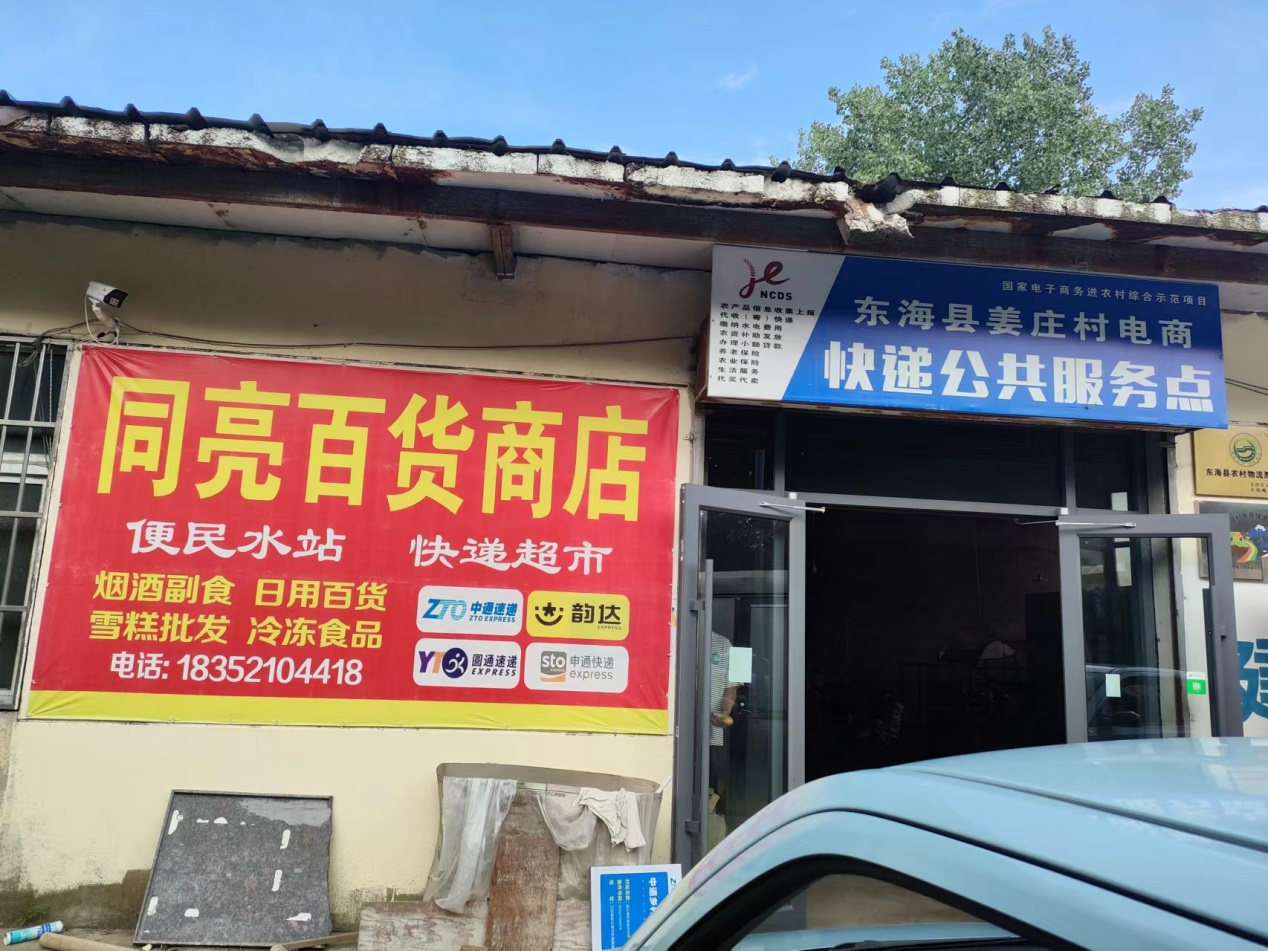 同亮百货商店
便民水站 快递超市
烟酒副食 日用百货
雪糕批发 冷冻食品
电话: 18352104418
ZTO 中通速递
ZTO EXPRESS
韵达
EXPRESS
YTO 圆通速递
EXPRESS
sto 申通快递
express
NCDS
农产品信息收集上报
代收(寄)快递
缴纳水电费用
农资补助发放
办理小额贷款
养老保险
农业保险
生活服务
代买代卖
国家电子商务进农村综合示范项目
东海县姜庄村电商
快递公共服务点
东海县农村物流